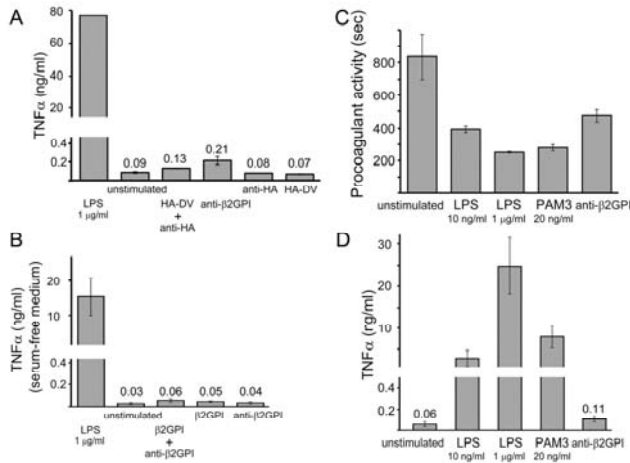 A
TNFα (ng/ml)
80
60
40
20
0.4
0.2
0.09
0.13
0.21
0.08
0.07
LPS
1 μg/ml
unstimulated
HA-DV
+
anti-HA
anti-β2GPI
anti-HA
HA-DV
B
TNFα (ng/ml)
(serum-free medium)
20
10
0.4
0.2
0.03
0.06
0.05
0.04
LPS
1 μg/ml
unstimulated
β2GPI
+
anti-β2GPI
β2GPI
anti-β2GPI
C
Procoagulant activity (sec)
800
600
400
200
unstimulated
LPS
10 ng/ml
LPS
1 μg/ml
PAM3
20 ng/ml
anti-β2GPI
D
TNFα (ng/ml)
30
20
10
0.4
0.2
0.06
0.11
unstimulated
LPS
10 ng/ml
LPS
1 μg/ml
PAM3
20 ng/ml
anti-β2GPI